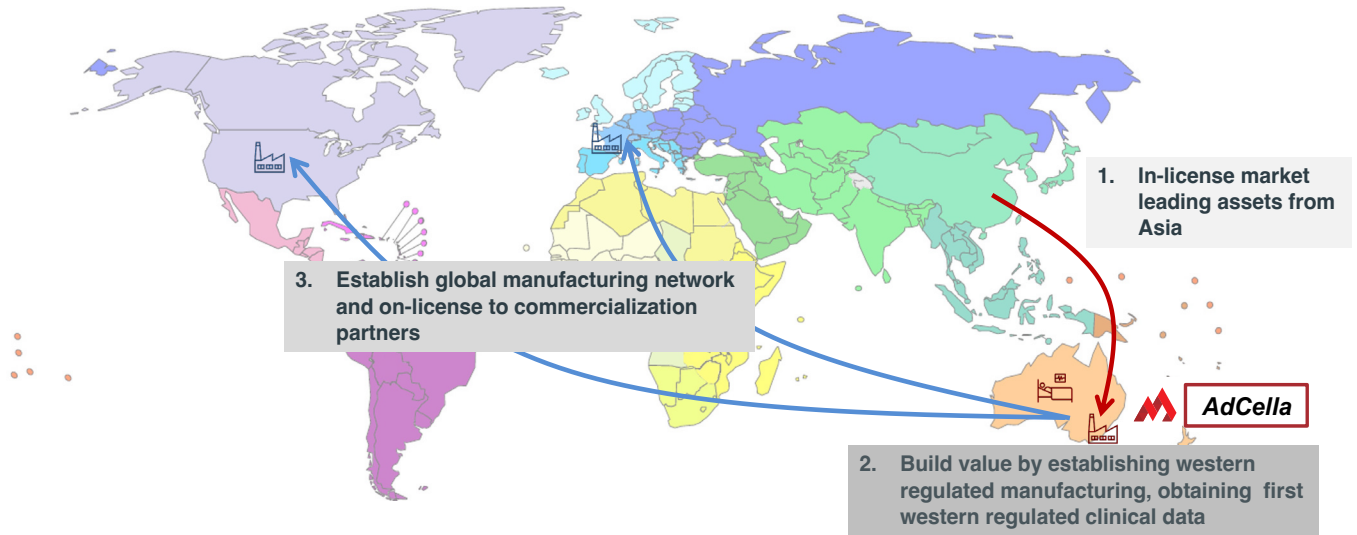 1. In-license market
leading assets from
Asia
3. Establish global manufacturing network
and on-license to commercialization
partners
AdCella
2. Build value by establishing western
regulated manufacturing, obtaining first
western regulated clinical data